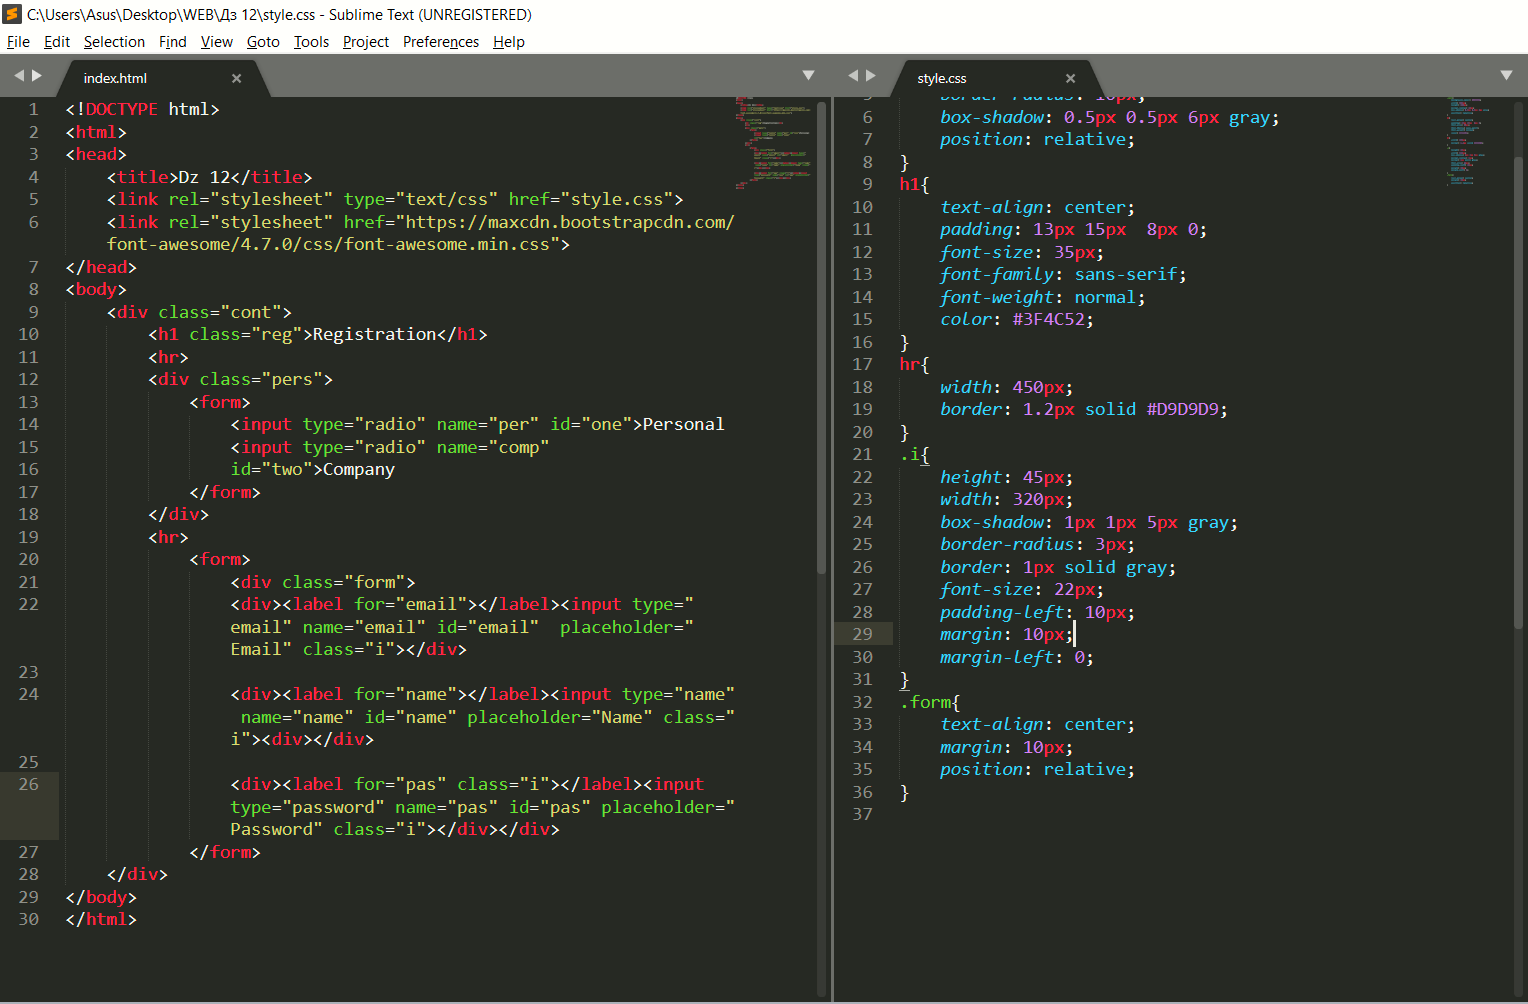 C:\Users\Asus\Desktop\WEB\Дз 12\style.css - Sublime Text (UNREGISTERED)
File Edit Selection Find View Goto Tools Project Preferences Help
index.html
1 <!DOCTYPE html>
2 <html>
3 <head>
4 <title>Dz 12</title>
5 <link rel="stylesheet" type="text/css" href="style.css">
6 <link rel="stylesheet" href="https://maxcdn.bootstrapcdn.com/
font-awesome/4.7.0/css/font-awesome.min.css">
7 </head>
8 <body>
9 <div class="cont">
10 <h1 class="reg">Registration</h1>
11 <hr>
12 <div class="pers">
13 <form>
14 <input type="radio" name="per" id="one">Personal
15 <input type="radio" name="comp"
16 id="two">Company
17 </form>
18 </div>
19 <hr>
20 <form>
21 <div class="form">
22 <div><label for="email"></label><input type="
email" name="email" id="email"  placeholder="
Email" class="i"></div>
23
24 <div><label for="name"></label><input type="name"
name="name" id="name" placeholder="Name" class="
i"><div></div>
25
26 <div><label for="pas" class="i"></label><input
type="password" name="pas" id="pas" placeholder="
Password" class="i"></div></div>
27 </form>
28 </div>
29 </body>
30 </html>
style.css
5 border-radius: 10px;
6 box-shadow: 0.5px 0.5px 6px gray;
7 position: relative;
8 }
9 h1{
10 text-align: center;
11 padding: 13px 15px  8px 0;
12 font-size: 35px;
13 font-family: sans-serif;
14 font-weight: normal;
15 color: #3F4C52;
16 }
17 hr{
18 width: 450px;
19 border: 1.2px solid #D9D9D9;
20 }
21 .i{
22 height: 45px;
23 width: 320px;
24 box-shadow: 1px 1px 5px gray;
25 border-radius: 3px;
26 border: 1px solid gray;
27 font-size: 22px;
28 padding-left: 10px;
29 margin: 10px;
30 margin-left: 0;
31 }
32 .form{
33 text-align: center;
34 margin: 10px;
35 position: relative;
36 }
37